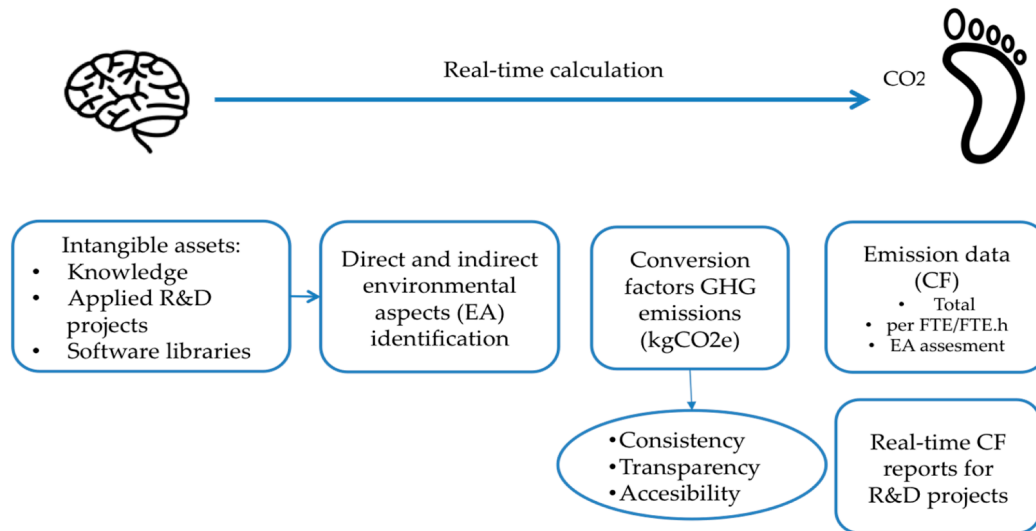 Real-time calculation
CO2
Intangible assets:
• Knowledge
• Applied R&D
projects
• Software libraries
Direct and indirect
environmental
aspects (EA)
identification
Conversion
factors GHG
emissions
(kgCO2e)
Emission data
(CF)
• Total
• per FTE/FTE.h
• EA assesment
•Consistency
•Transparency
•Accesibility
Real-time CF
reports for
R&D projects